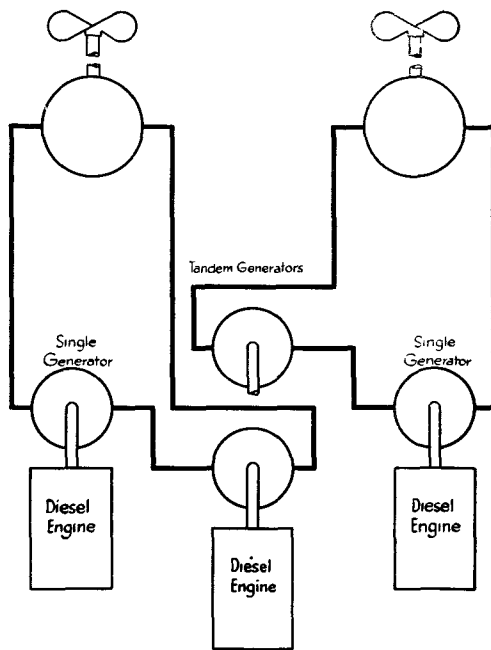 Tandem Generators
Single
Generator
Single
Generator
Diesel
Engine
Diesel
Engine
Diesel
Engine